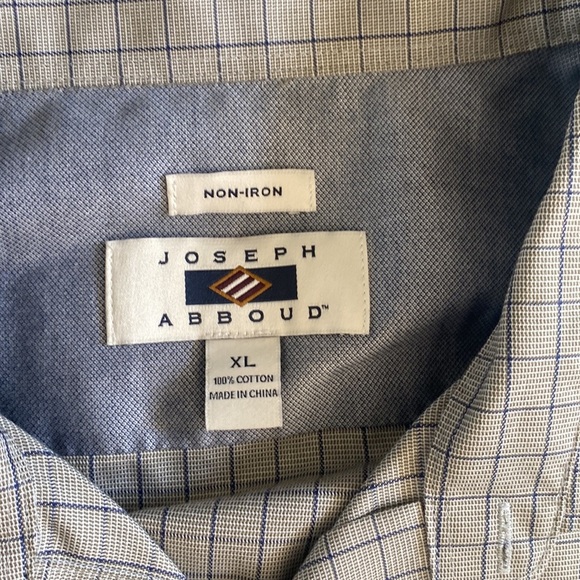 NON-IRON
JOSEPH
ABBOUD™
XL
100% COTTON
MADE IN CHINA